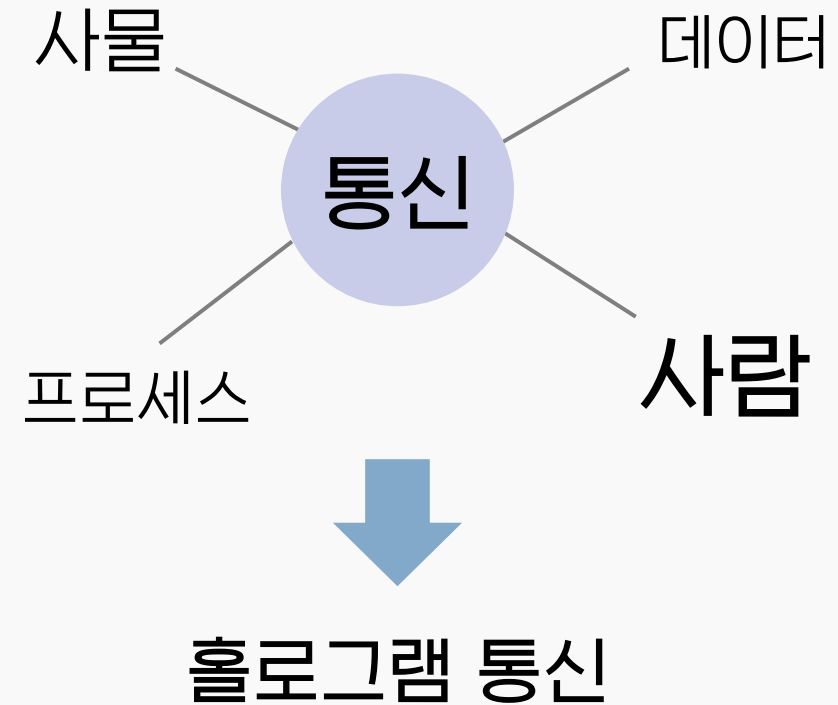 사물
데이터
통신
프로세스
사람
홀로그램 통신